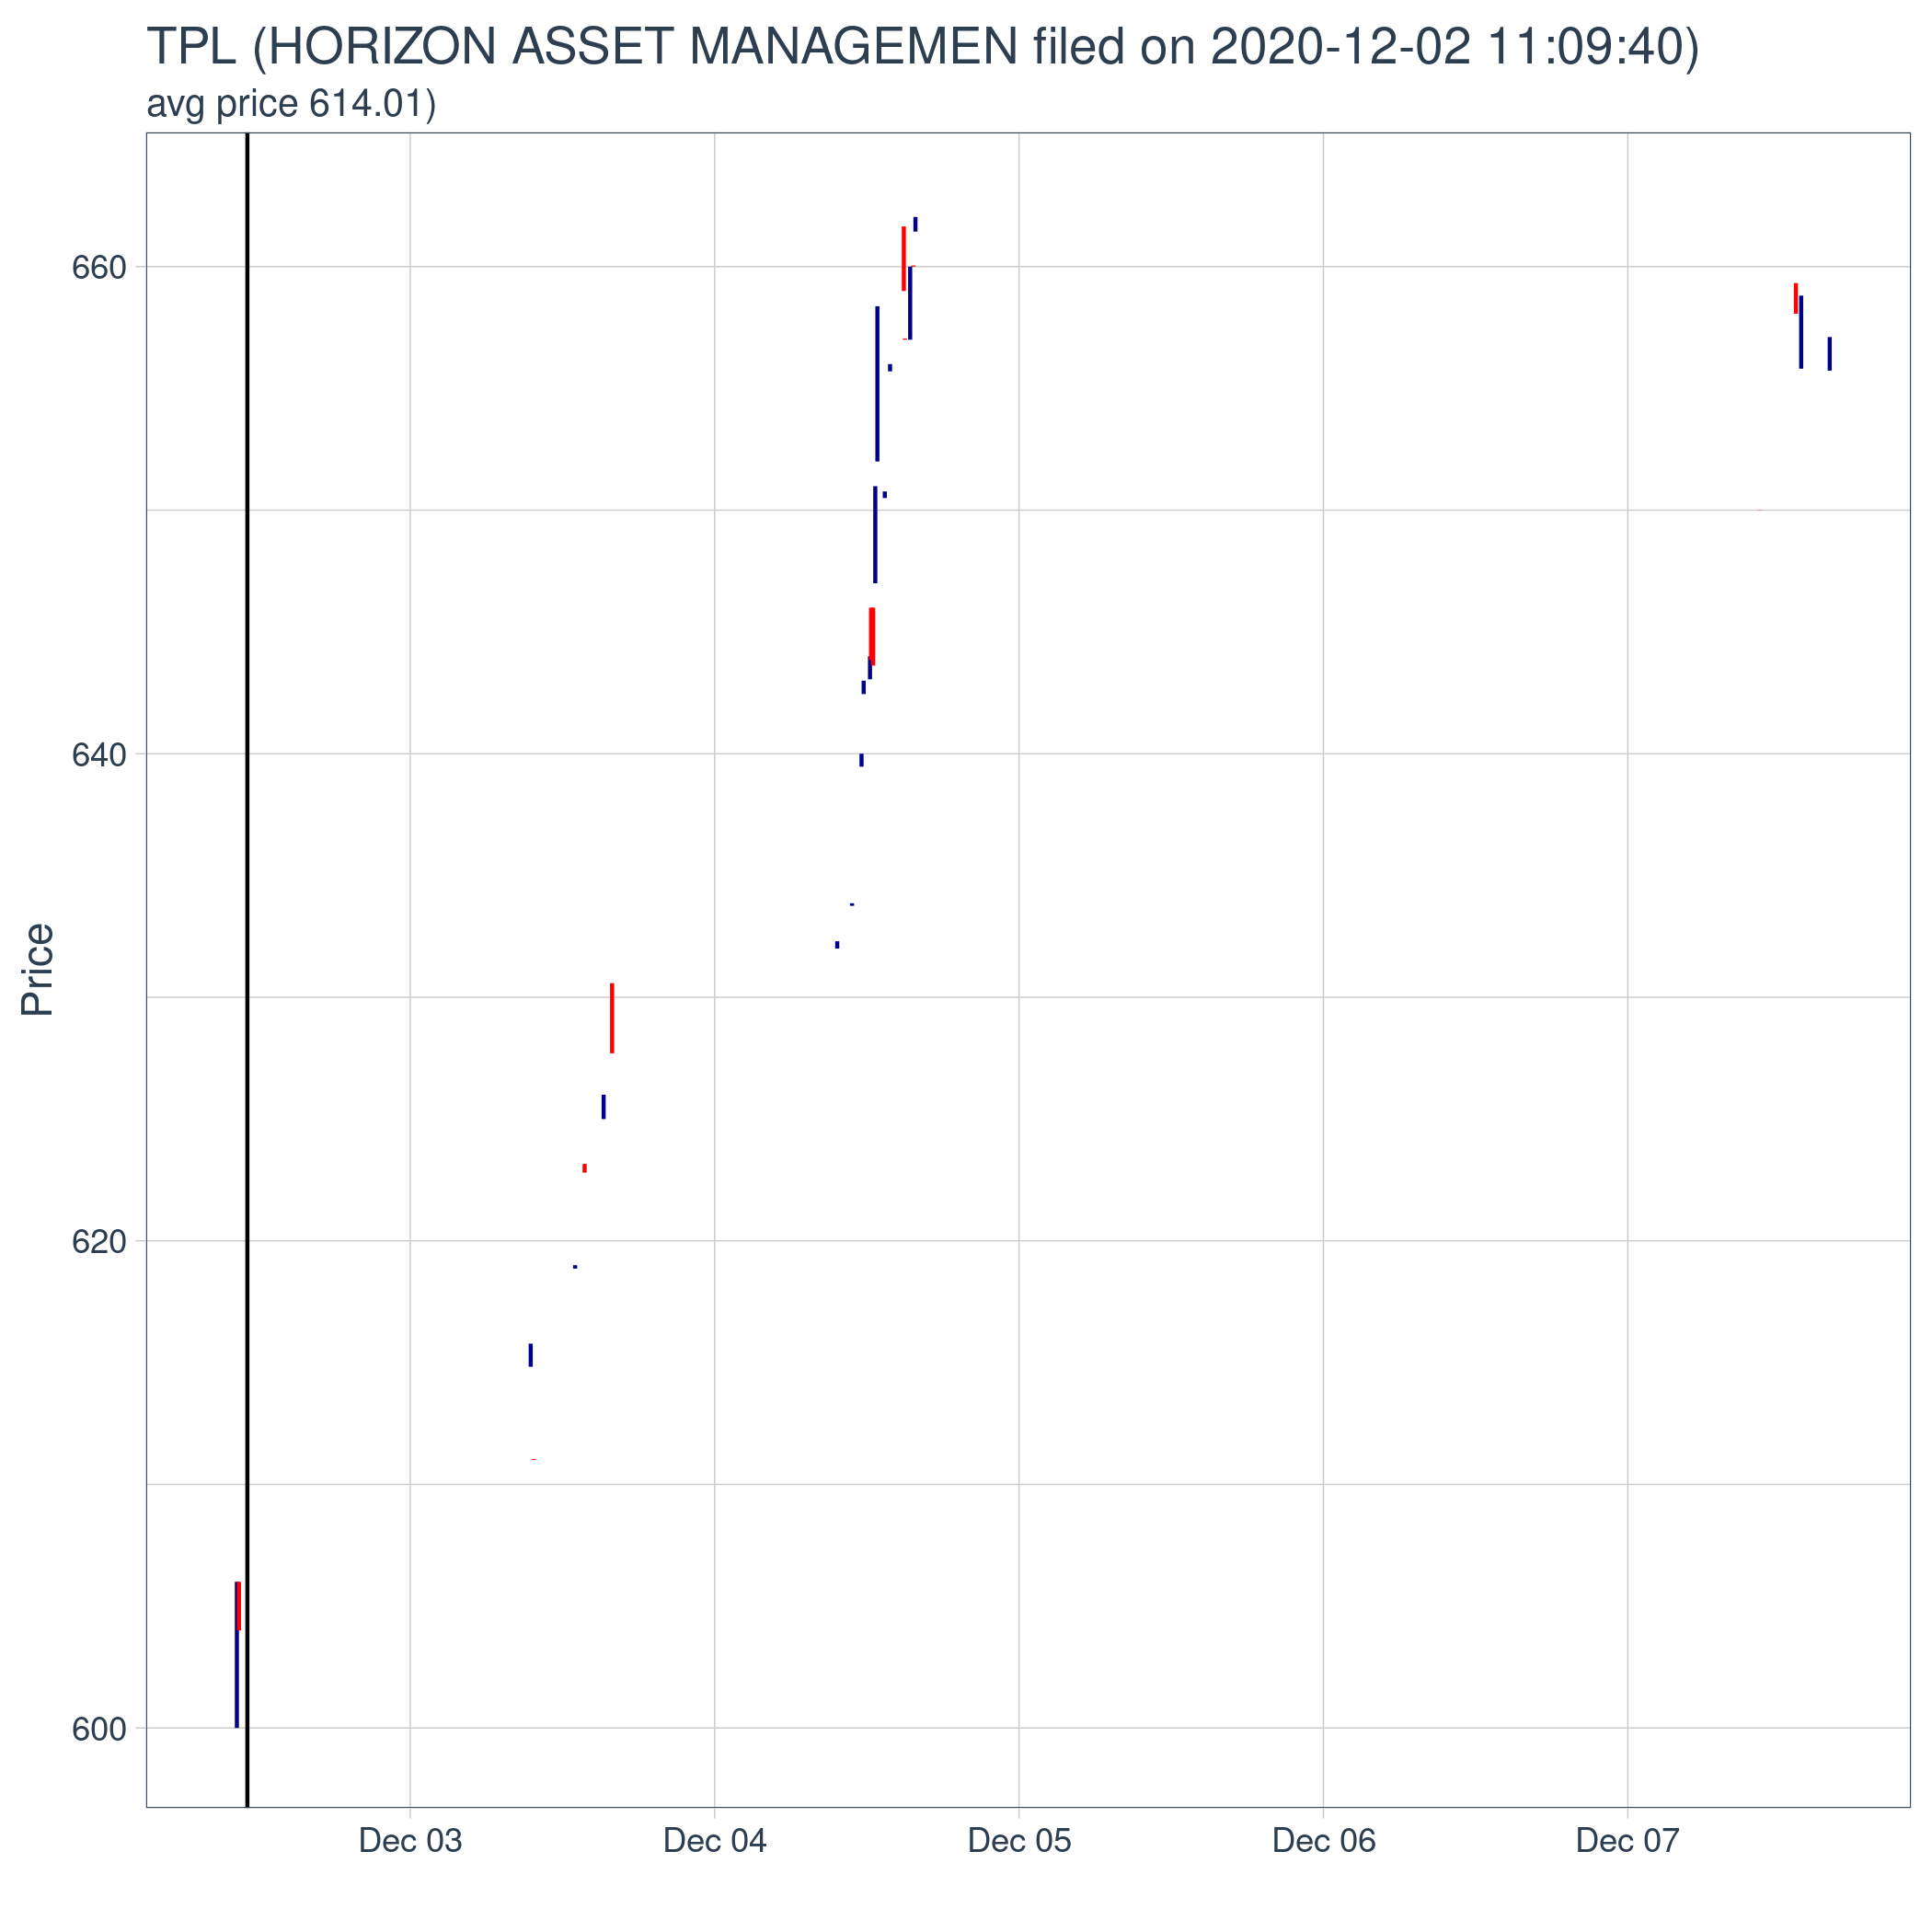 TPL (HORIZON ASSET MANAGEMEN filed on 2020-12-02 11:09:40)
avg price 614.01)
660
640
620
600
Price
Dec 03 Dec 04 Dec 05 Dec 06 Dec 07